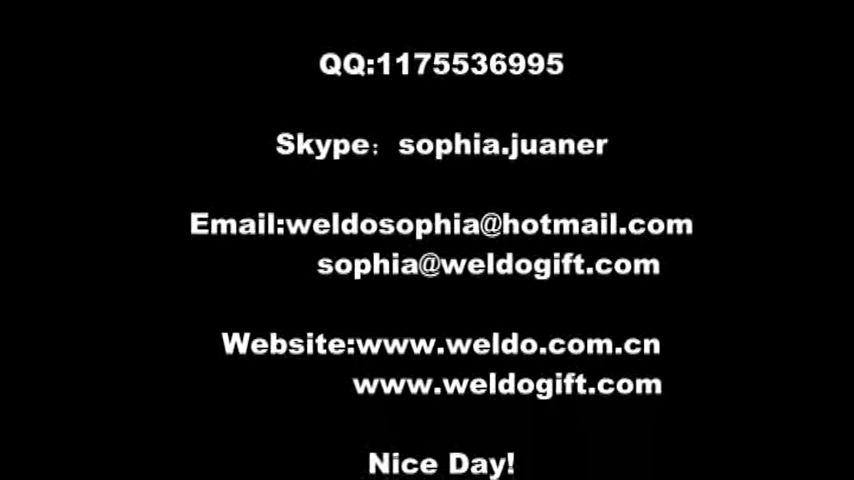 QQ:1175536995
Skype：sophia.juaner
Email:weldosophia@hotmail.com
sophia@weldogift.com
Website:www.weldo.com.cn
www.weldogift.com
Nice Day!